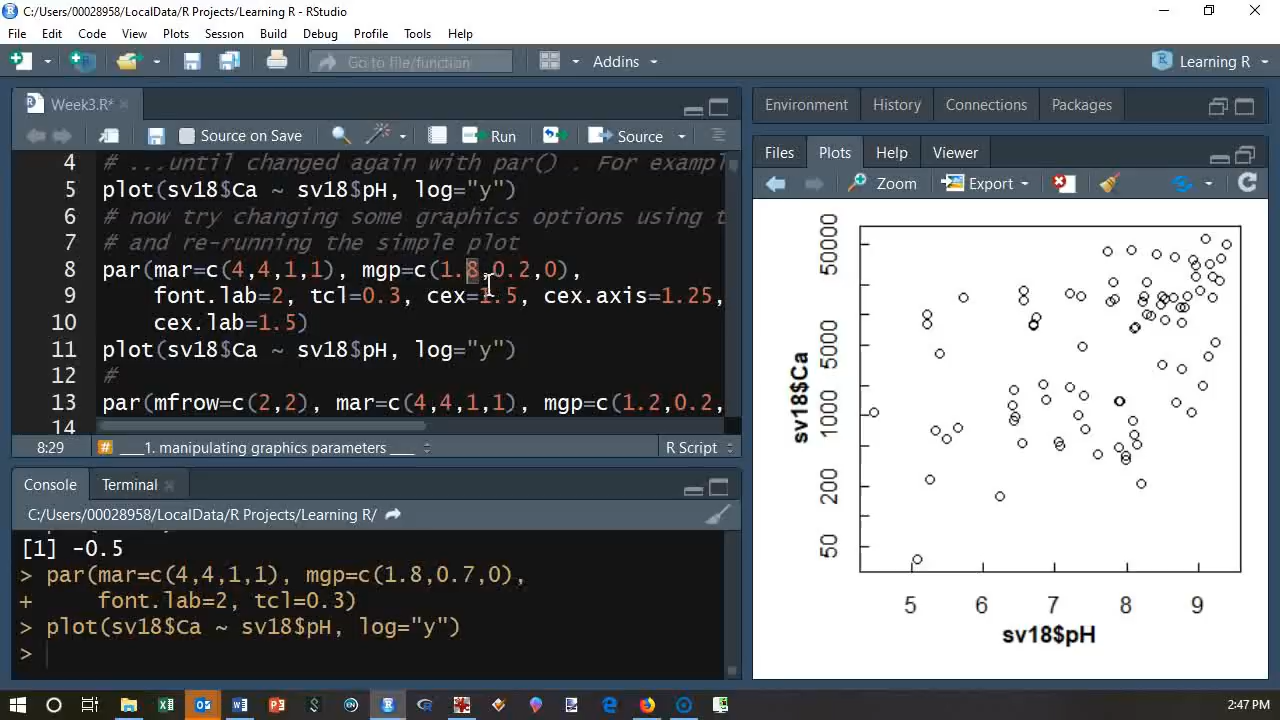 C:/Users/00028958/LocalData/R Projects/Learning R - RStudio
File Edit Code View Plots Session Build Debug Profile Tools Help
Go to file/function Addins Learning R
Week3.R*
Source on Save Run Source
4 # ...until changed again with par() . For exampl
5 plot(sv18$Ca ~ sv18$pH, log="y")
6 # now try changing some graphics options using t
7 # and re-running the simple plot
8 par(mar=c(4,4,1,1), mgp=c(1.8,0.2,0),
9 font.lab=2, tcl=0.3, cex=1.5, cex.axis=1.25,
10 cex.lab=1.5)
11 plot(sv18$Ca ~ sv18$pH, log="y")
12 #
13 par(mfrow=c(2,2), mar=c(4,4,1,1), mgp=c(1.2,0.2,
14
8:29 # ___1. manipulating graphics parameters ____ R Script
Console Terminal
C:/Users/00028958/LocalData/R Projects/Learning R/
[1] -0.5
> par(mar=c(4,4,1,1), mgp=c(1.8,0.7,0),
+ font.lab=2, tcl=0.3)
> plot(sv18$Ca ~ sv18$pH, log="y")
>
Environment History Connections Packages
Files Plots Help Viewer
Zoom Export
sv18$Ca
50000
5000
1000
200
50
5 6 7 8 9
sv18$pH
2:47 PM